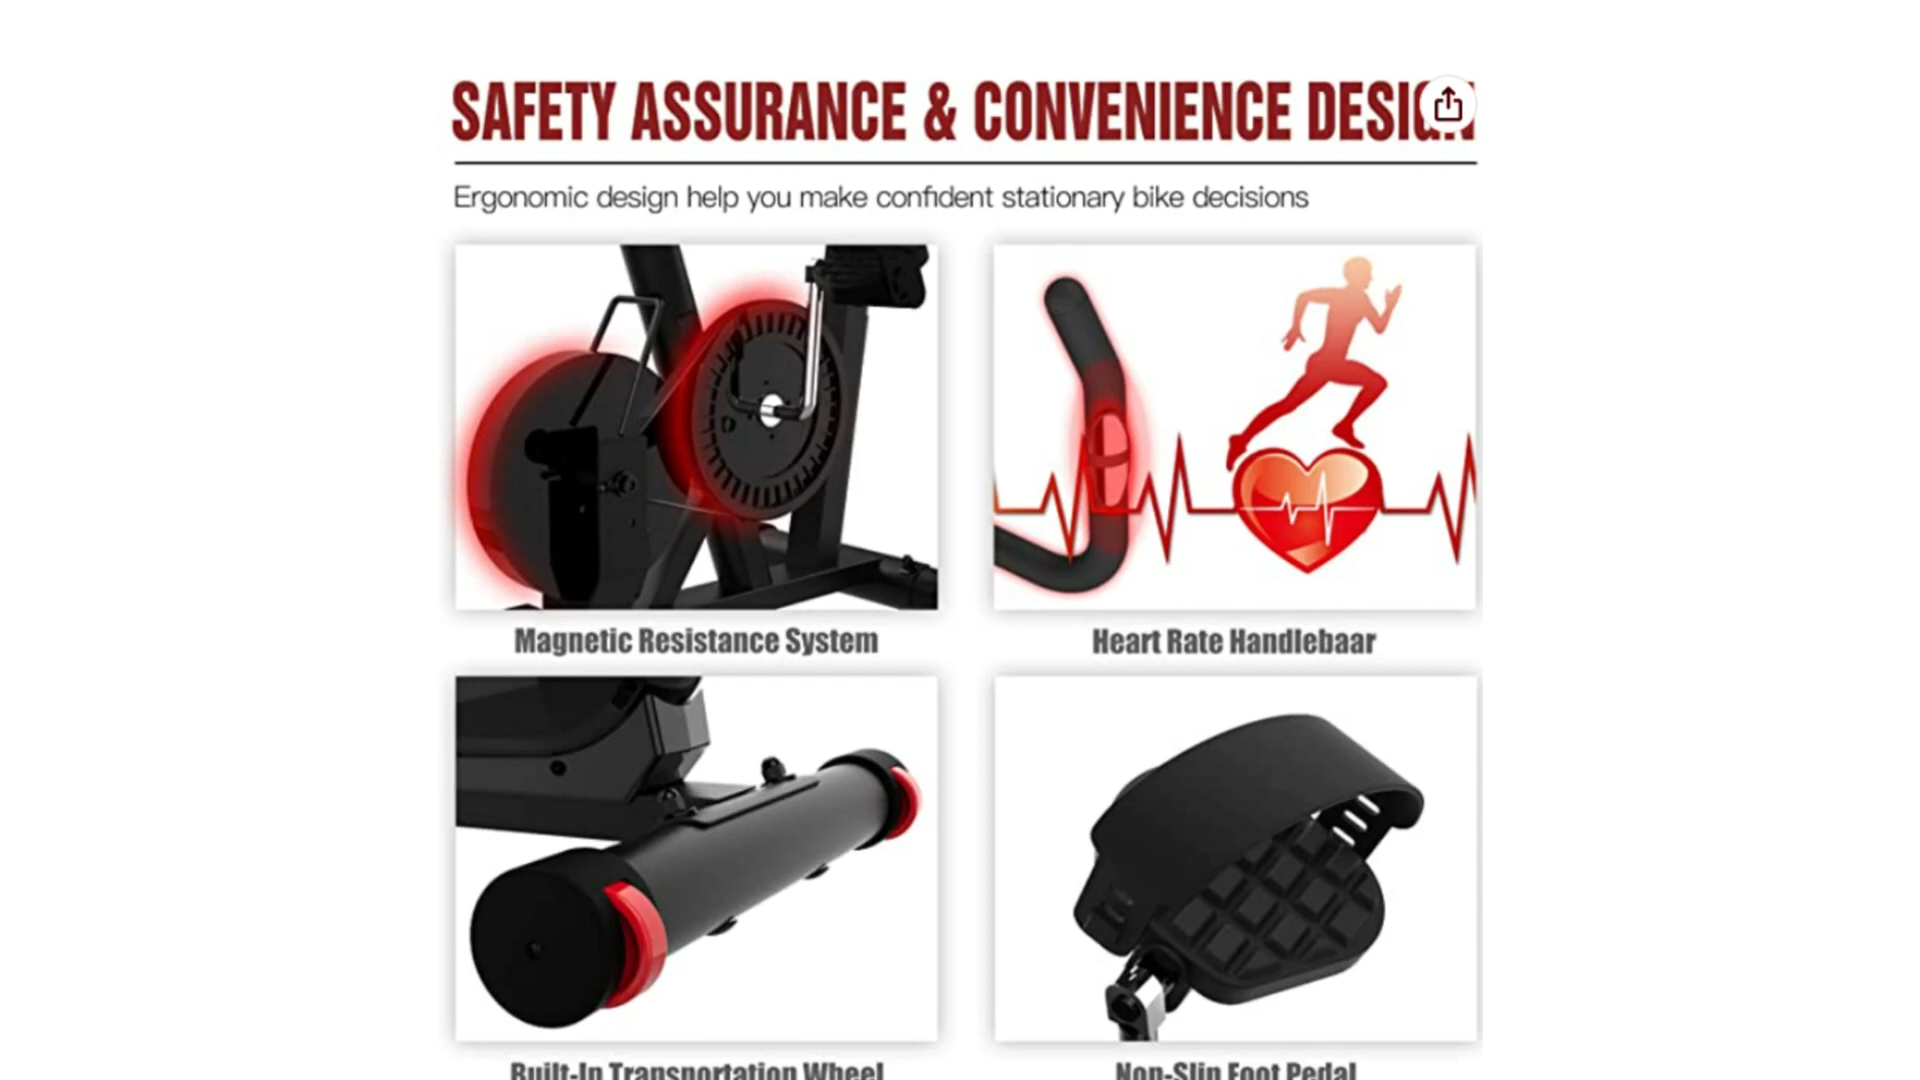 SAFETY ASSURANCE & CONVENIENCE DESIGN
Ergonomic design help you make confident stationary bike decisions
Magnetic Resistance System
Heart Rate Handlebaar
Built-In Transportation Wheel
Non-Slip Foot Pedal